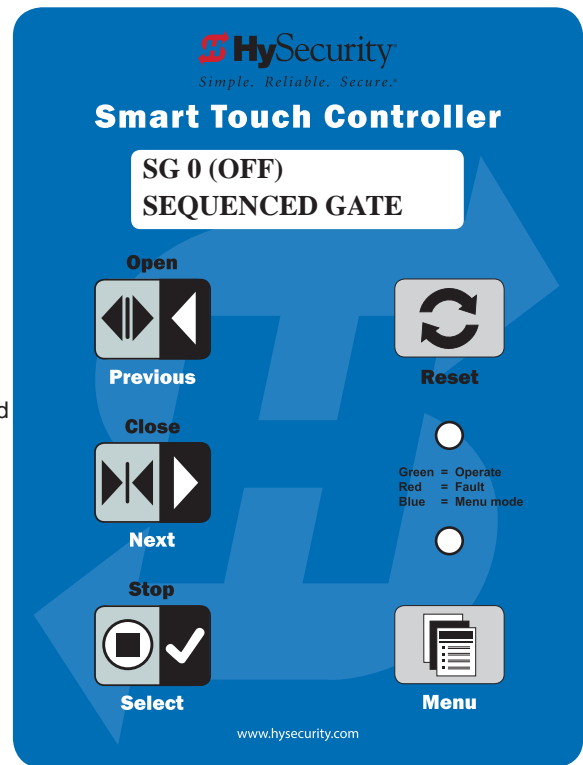 HySecurity®
Simple. Reliable. Secure.®
Smart Touch Controller
SG 0 (OFF)
SEQUENCED GATE
Open
Previous
Reset
d
Close
Next
Green = Operate
Red = Fault
Blue = Menu mode
Stop
Select
Menu
www.hysecurity.com